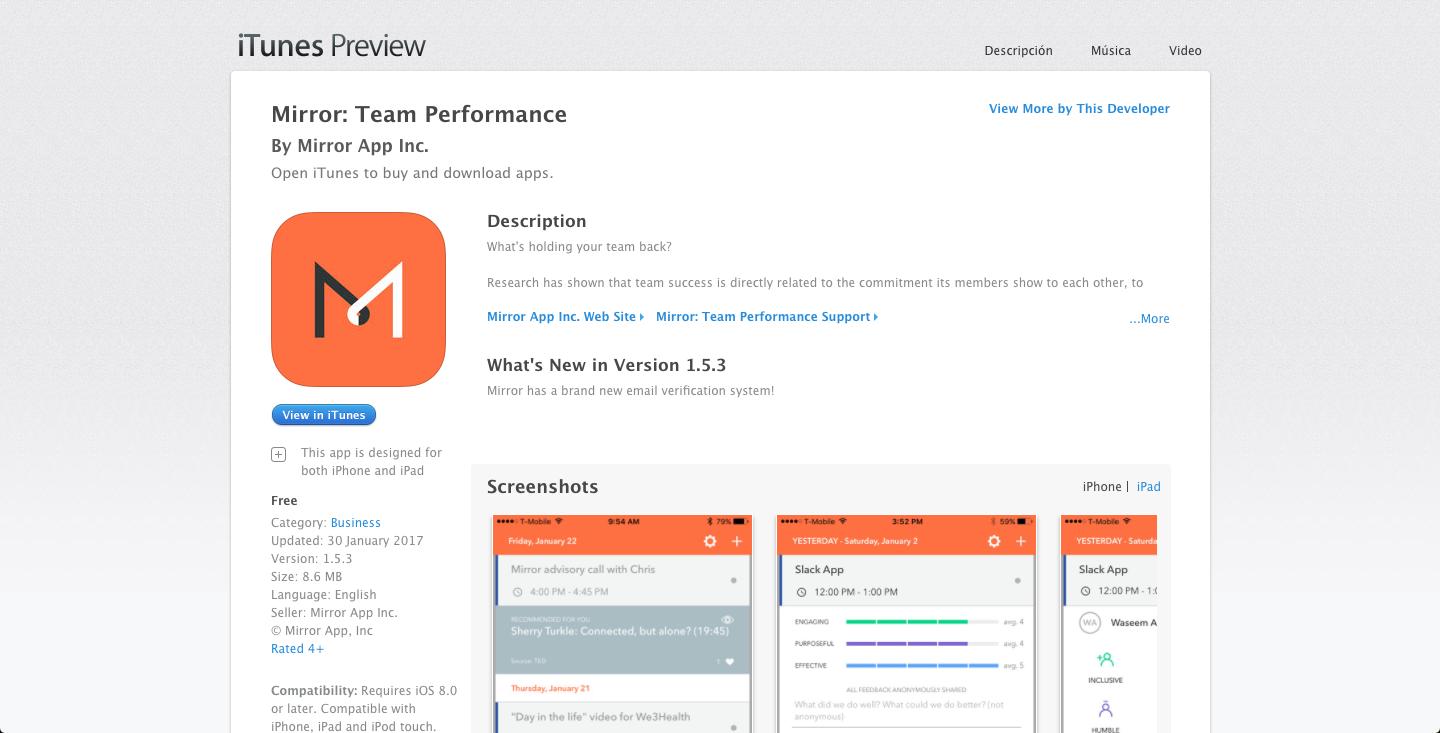 iTunes Preview
Descripción Música Video
Mirror: Team Performance
View More by This Developer
By Mirror App Inc.
Open iTunes to buy and download apps.
Description
What's holding your team back?
Research has shown that team success is directly related to the commitment its members show to each other, to
Mirror App Inc. Web Site Mirror: Team Performance Support ...More
What's New in Version 1.5.3
Mirror has a brand new email verification system!
View in iTunes
This app is designed for
both iPhone and iPad
Free
Category: Business
Updated: 30 January 2017
Version: 1.5.3
Size: 8.6 MB
Language: English
Seller: Mirror App Inc.
© Mirror App, Inc
Rated 4+
Compatibility: Requires iOS 8.0
or later. Compatible with
iPhone, iPad and iPod touch.
Screenshots
iPhone | iPad
T-Mobile 9:54 AM 79%
Friday, January 22
Mirror advisory call with Chris
4:00 PM - 4:45 PM
RECOMMENDED FOR YOU
Sherry Turkle: Connected, but alone? (19:45)
Source: TED 1
Thursday, January 21
"Day in the life" video for We3Health
T-Mobile 3:52 PM 59%
YESTERDAY - Saturday, January 2
Slack App
12:00 PM - 1:00 PM
ENGAGING avg. 4
PURPOSEFUL avg. 4
EFFECTIVE avg. 5
ALL FEEDBACK ANONYMOUSLY SHARED
What did we do well? What could we do better? (not
anonymous)
T-Mobile
YESTERDAY - Saturda
Slack App
12:00 PM - 1:0
WA Waseem A
INCLUSIVE
HUMBLE